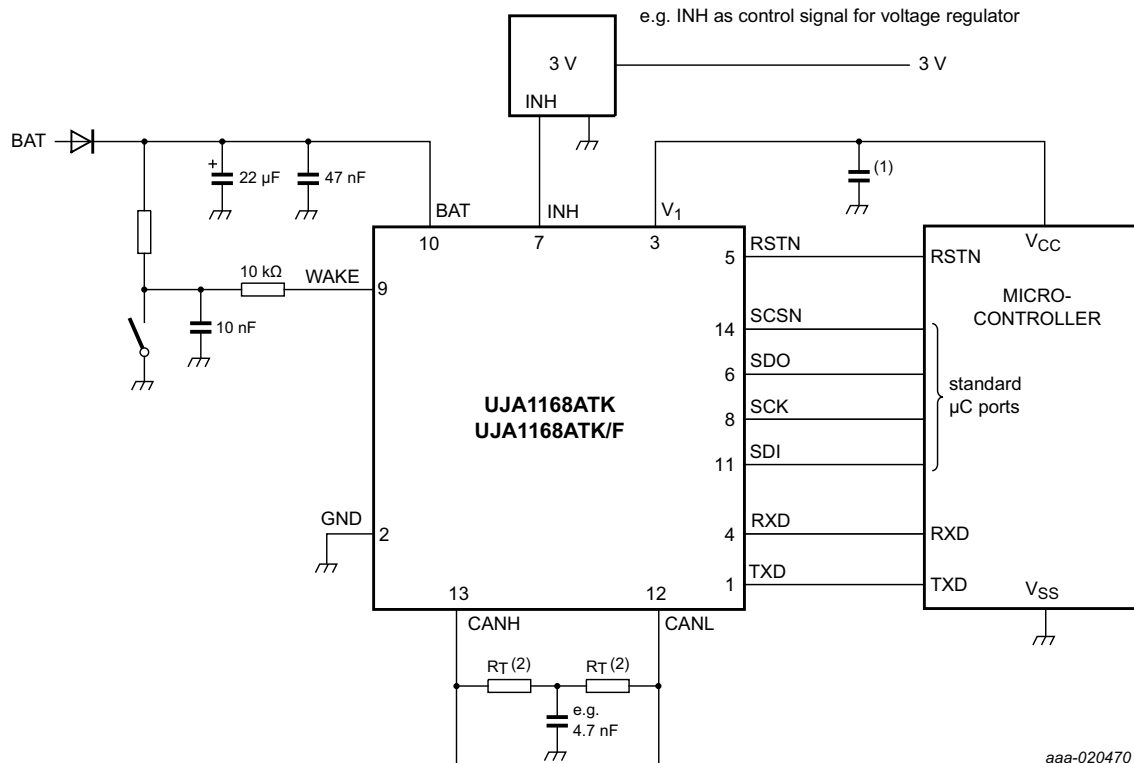 e.g. INH as control signal for voltage regulator
3 V
3 V
INH
BAT
+
22 µF
47 nF
(1)
BAT
INH
V1
10
7
3
VCC
RSTN
5
RSTN
10 kΩ
WAKE
9
MICRO-
CONTROLLER
10 nF
SCSN
14
SDO
6
standard
µC ports
SCK
8
UJA1168ATK
UJA1168ATK/F
SDI
11
GND
2
RXD
4
RXD
TXD
1
TXD
13
12
VSS
CANH
CANL
RT(2)
RT(2)
e.g.
4.7 nF
aaa-020470